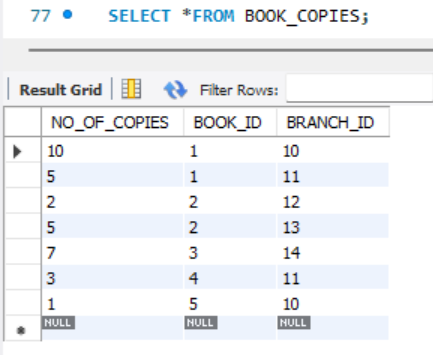 77 SELECT *FROM BOOK_COPIES;
Result Grid Filter Rows:
NO_OF_COPIES BOOK_ID BRANCH_ID
10 1 10
5 1 11
2 2 12
5 2 13
7 3 14
3 4 11
1 5 10
NULL NULL NULL